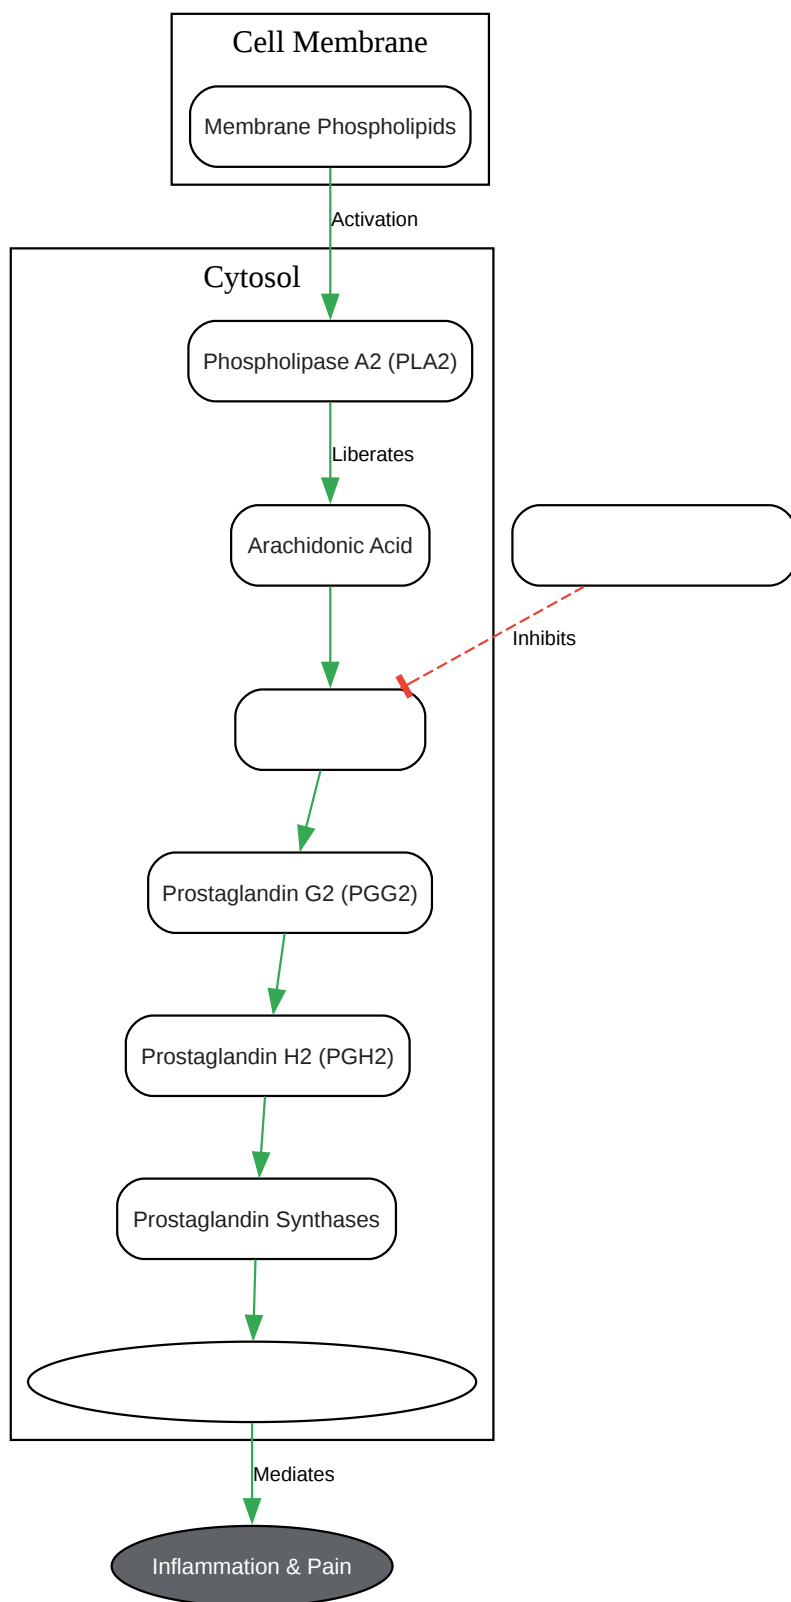 Cell Membrane
Membrane Phospholipids
Activation
Cytosol
Phospholipase A2 (PLA2)
Liberates
Arachidonic Acid
Inhibits
Prostaglandin G2 (PGG2)
Prostaglandin H2 (PGH2)
Prostaglandin Synthases
Mediates
Inflammation & Pain